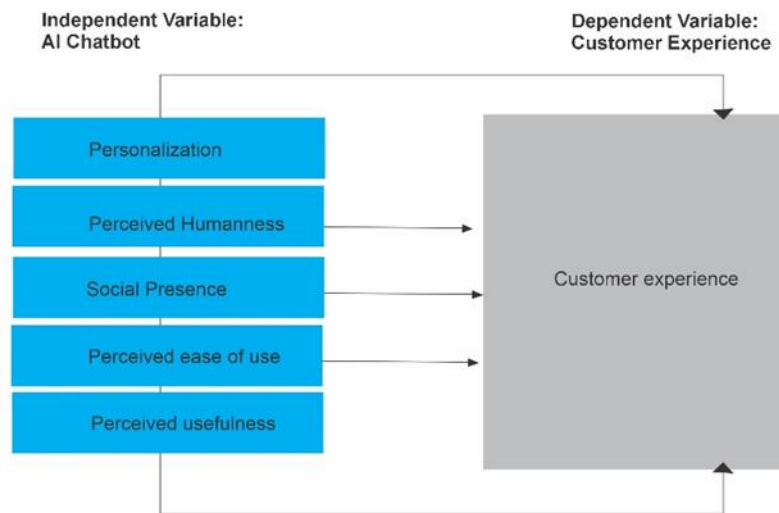 Independent Variable:
AI Chatbot
Dependent Variable:
Customer Experience
Personalization
Perceived Humanness
Social Presence
Perceived ease of use
Perceived usefulness
Customer experience